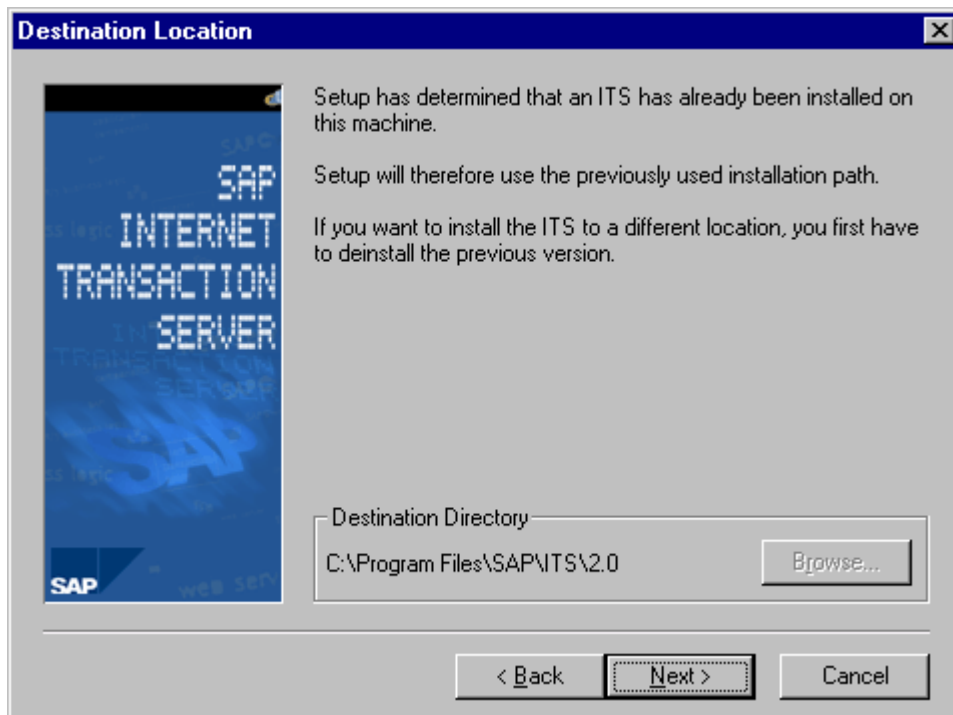 Destination Location
SAP
INTERNET
TRANSACTION
SERVER
SAP
Setup has determined that an ITS has already been installed on
this machine.
Setup will therefore use the previously used installation path.
If you want to install the ITS to a different location, you first have
to deinstall the previous version.
Destination Directory
C:\Program Files\SAP\ITS\2.0
Browse...
< Back
Next >
Cancel